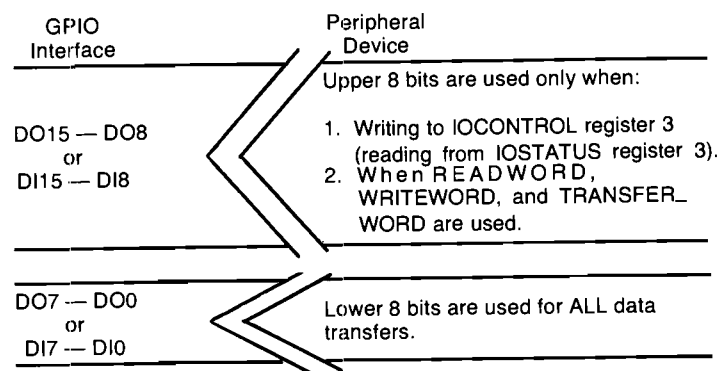 GPIO
Interface
Peripheral
Device
DO15 — DO8
or
DI15 — DI8
Upper 8 bits are used only when:
1. Writing to IOCONTROL register 3
(reading from IOSTATUS register 3).
2. When READWORD,
WRITEWORD, and TRANSFER_
WORD are used.
DO7 — DO0
or
DI7 — DI0
Lower 8 bits are used for ALL data
transfers.